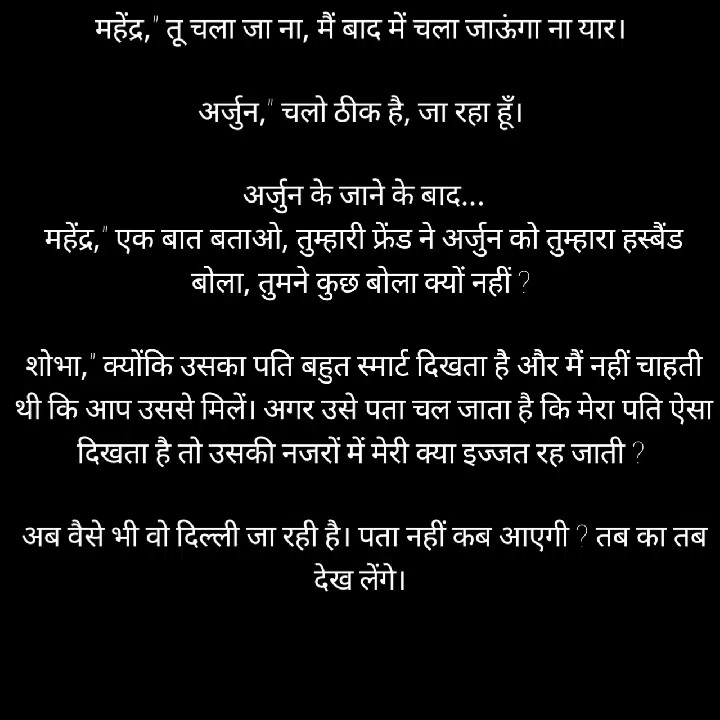 महेंद्र," तू चला जा ना, मैं बाद में चला जाऊंगा ना यार।
अर्जुन," चलो ठीक है, जा रहा हूँ।
अर्जुन के जाने के बाद...
महेंद्र," एक बात बताओ, तुम्हारी फ्रेंड ने अर्जुन को तुम्हारा हस्बैंड
बोला, तुमने कुछ बोला क्यों नहीं ?
शोभा," क्योंकि उसका पति बहुत स्मार्ट दिखता है और मैं नहीं चाहती
थी कि आप उससे मिलें। अगर उसे पता चल जाता है कि मेरा पति ऐसा
दिखता है तो उसकी नजरों में मेरी क्या इज्जत रह जाती ?
अब वैसे भी वो दिल्ली जा रही है। पता नहीं कब आएगी ? तब का तब
देख लेंगे।